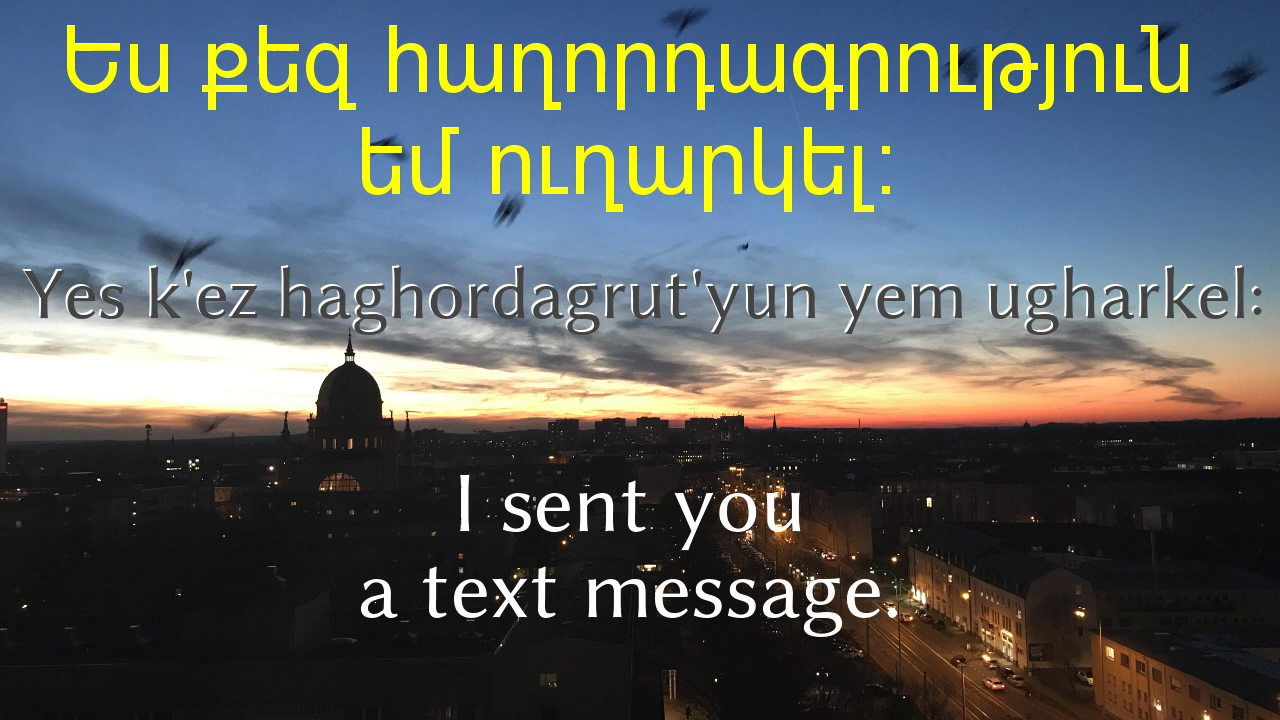 Ես քեզ հաղորդագրություն
եմ ուղարկել:
Yes k'ez haghordagrut'yun yem ugharkel:
I sent you
a text message.